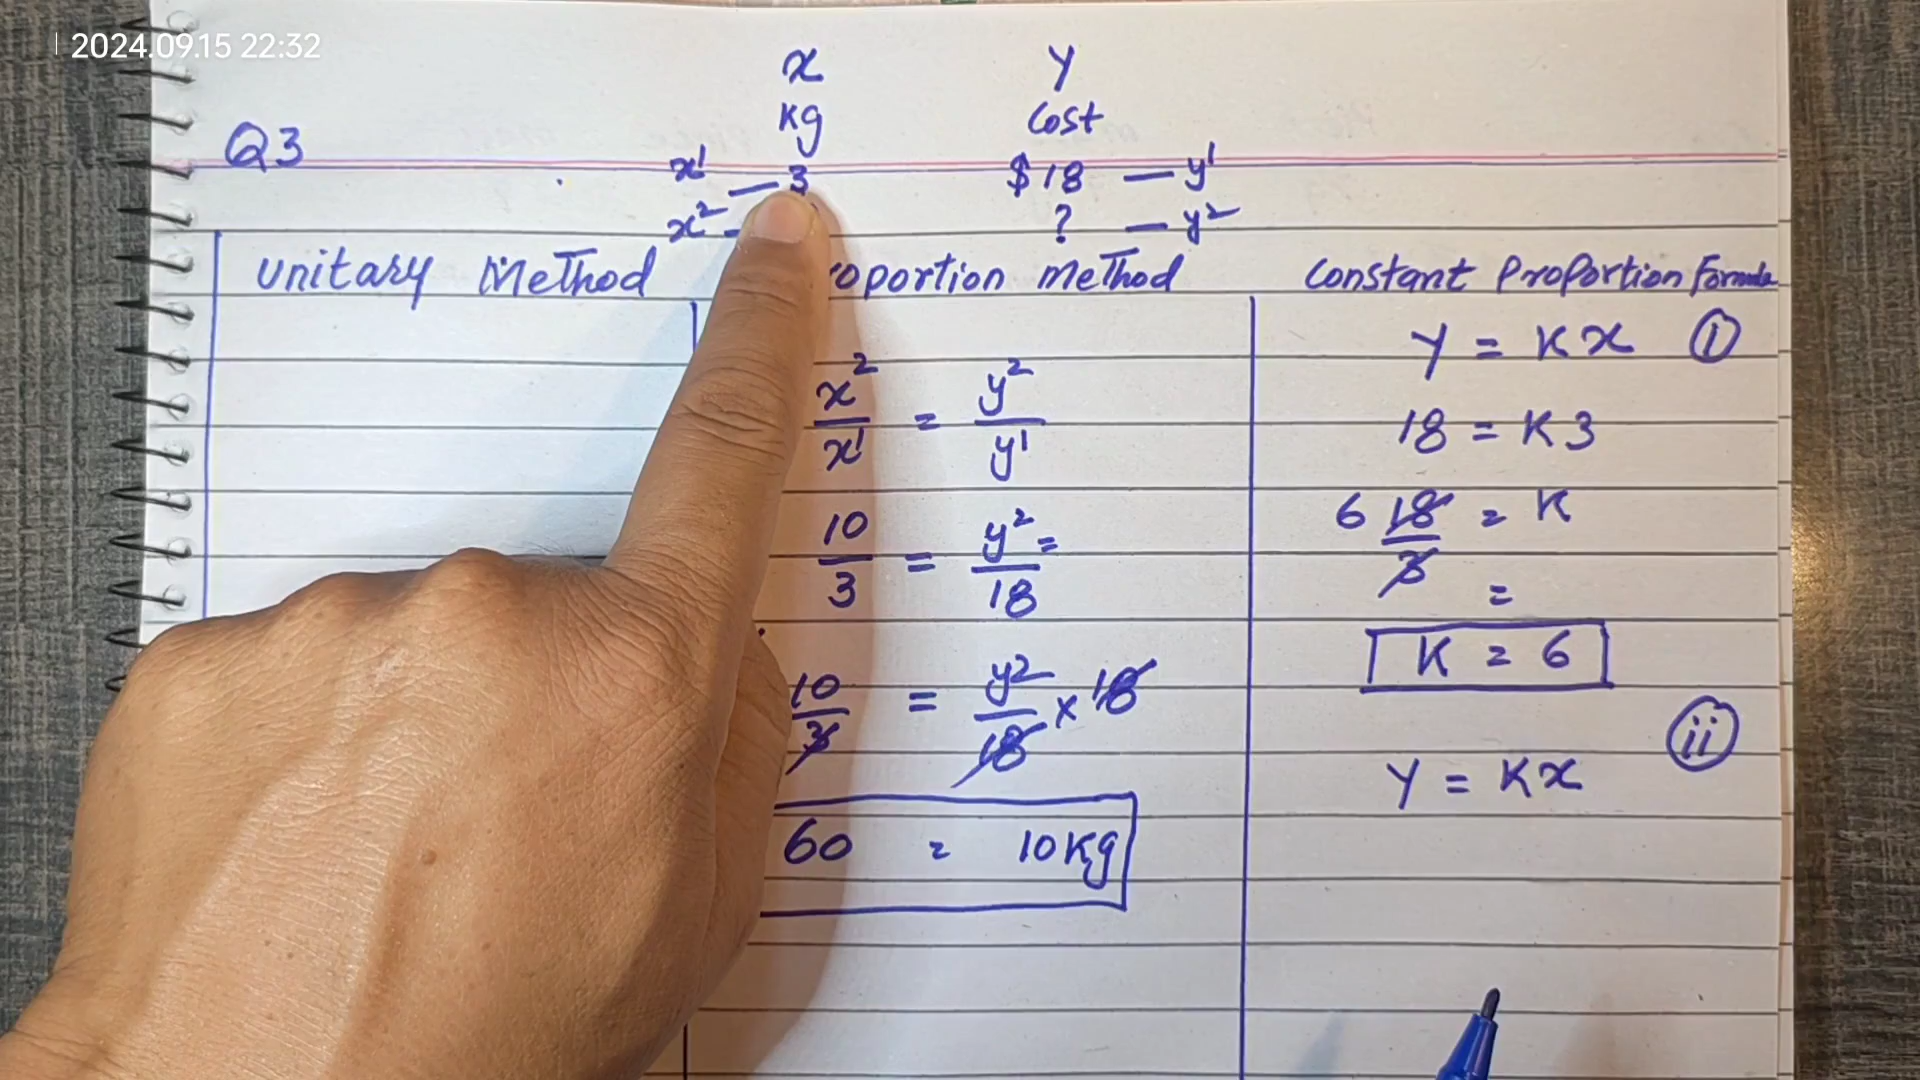 2024.09.15 22:32
x y
kg Cost
Q3
x1 — 3 $18 — y1
x2 - ? — y2
Unitary Method
oportion Method
Constant Proportion Formula
x2/x1 = y2/y1
10/3 = y2/18 =
10/3 = y2/18 × 18
60 = 10kg
y = Kx (i)
18 = K3
6 18/3 = K
=
K = 6
(ii)
y = Kx